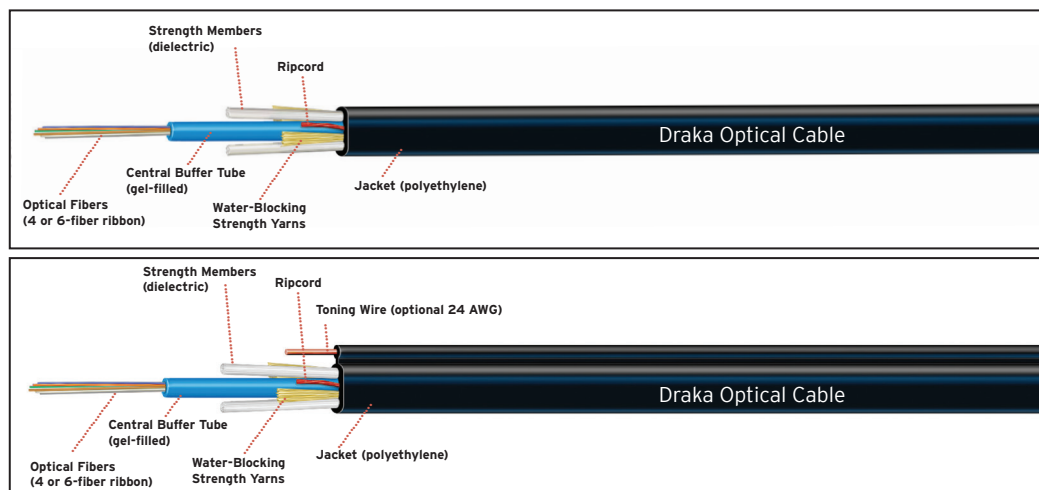 Strength Members
(dielectric)
Ripcord
Draka Optical Cable
Central Buffer Tube
(gel-filled)
Jacket (polyethylene)
Optical Fibers
(4 or 6-fiber ribbon)
Water-Blocking
Strength Yarns
Strength Members
(dielectric)
Ripcord
Toning Wire (optional 24 AWG)
Draka Optical Cable
Central Buffer Tube
(gel-filled)
Jacket (polyethylene)
Optical Fibers
(4 or 6-fiber ribbon)
Water-Blocking
Strength Yarns